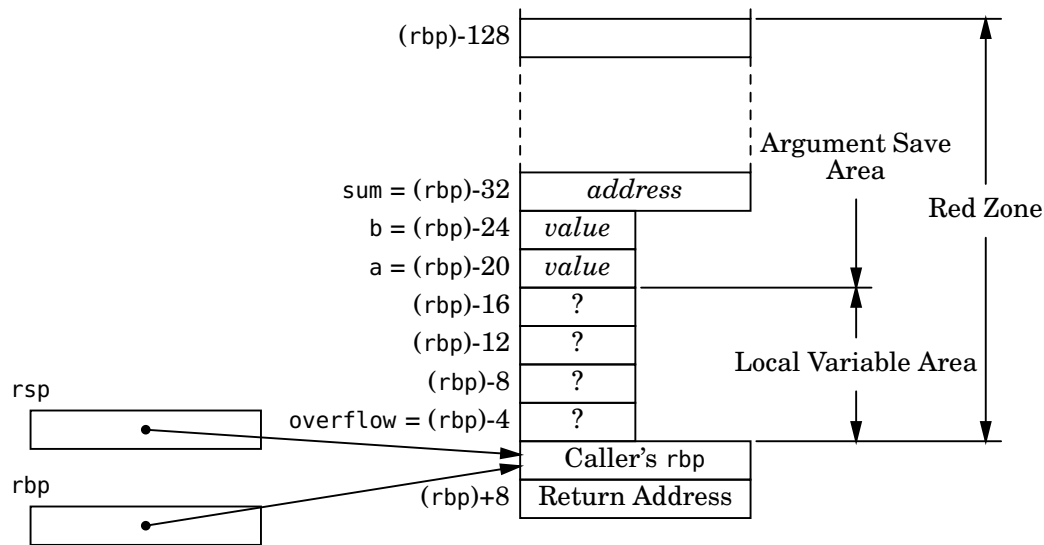 (rbp)-128
Argument Save
Area
Red Zone
sum = (rbp)-32 address
b = (rbp)-24 value
a = (rbp)-20 value
(rbp)-16 ?
(rbp)-12 ?
Local Variable Area
(rbp)-8 ?
rsp
overflow = (rbp)-4 ?
Caller's rbp
rbp
(rbp)+8 Return Address